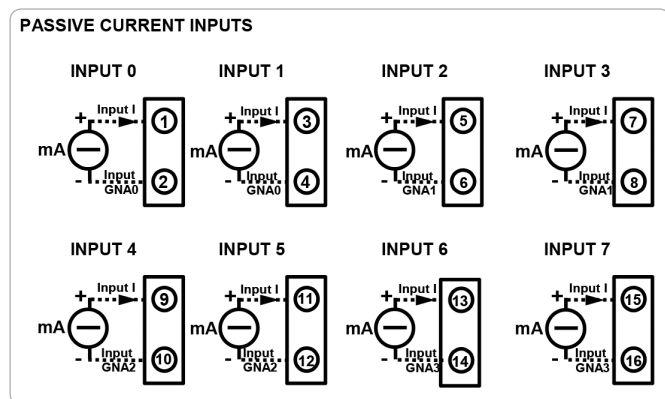 PASSIVE CURRENT INPUTS
INPUT 0 INPUT 1 INPUT 2 INPUT 3
+ Input I 1 + Input I 3 + Input I 5 + Input I 7
mA mA mA mA
- Input GNA0 2 - Input GNA0 4 - Input GNA1 6 - Input GNA1 8
INPUT 4 INPUT 5 INPUT 6 INPUT 7
+ Input I 9 + Input I 11 + Input I 13 + Input I 15
mA mA mA mA
- Input GNA2 10 - Input GNA2 12 - Input GNA3 14 - Input GNA3 16